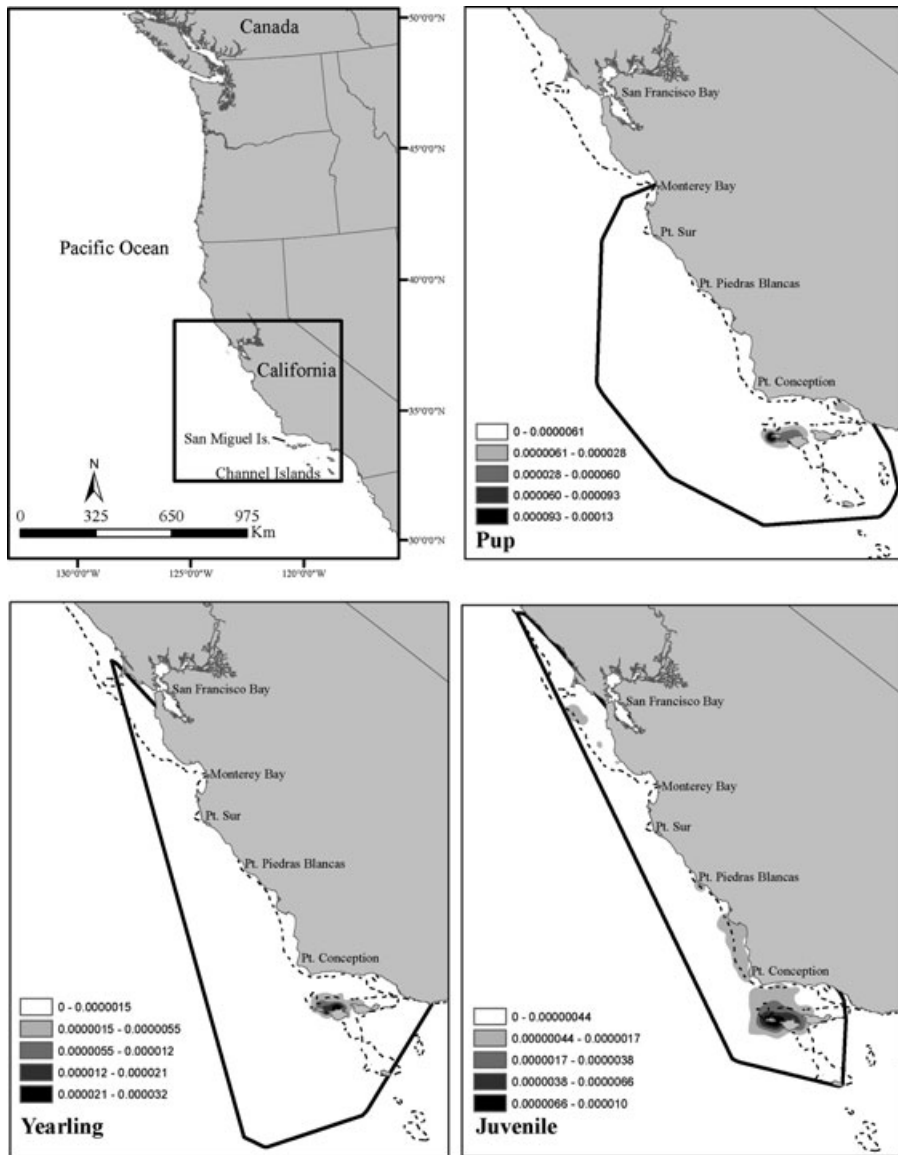 Canada
50°0'0"N
45°0'0"N
Pacific Ocean
40°0'0"N
California
35°0'0"N
San Miguel Is.
Channel Islands
N
0 325 650 975
Km
30°0'0"N
130°0'0"W 125°0'0"W 120°0'0"W
San Francisco Bay
Monterey Bay
Pt. Sur
Pt. Piedras Blancas
Pt. Conception
0 - 0.0000061
0.0000061 - 0.000028
0.000028 - 0.000060
0.000060 - 0.000093
0.000093 - 0.00013
Pup
San Francisco Bay
Monterey Bay
Pt. Sur
Pt. Piedras Blancas
Pt. Conception
0 - 0.0000015
0.0000015 - 0.0000055
0.0000055 - 0.000012
0.000012 - 0.000021
0.000021 - 0.000032
Yearling
San Francisco Bay
Monterey Bay
Pt. Sur
Pt. Piedras Blancas
Pt. Conception
0 - 0.00000044
0.00000044 - 0.0000017
0.0000017 - 0.0000038
0.0000038 - 0.0000066
0.0000066 - 0.000010
Juvenile